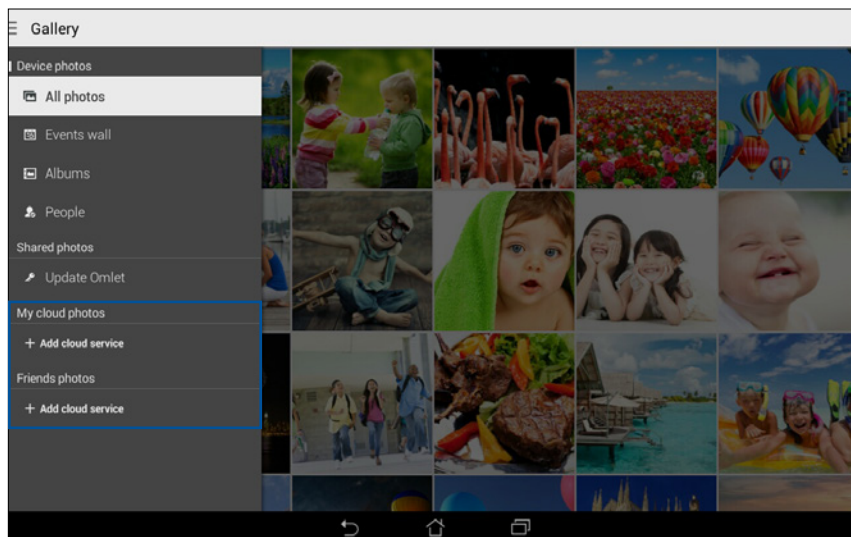 Gallery
Device photos
All photos
Events wall
Albums
People
Shared photos
Update Omlet
My cloud photos
+ Add cloud service
Friends photos
+ Add cloud service